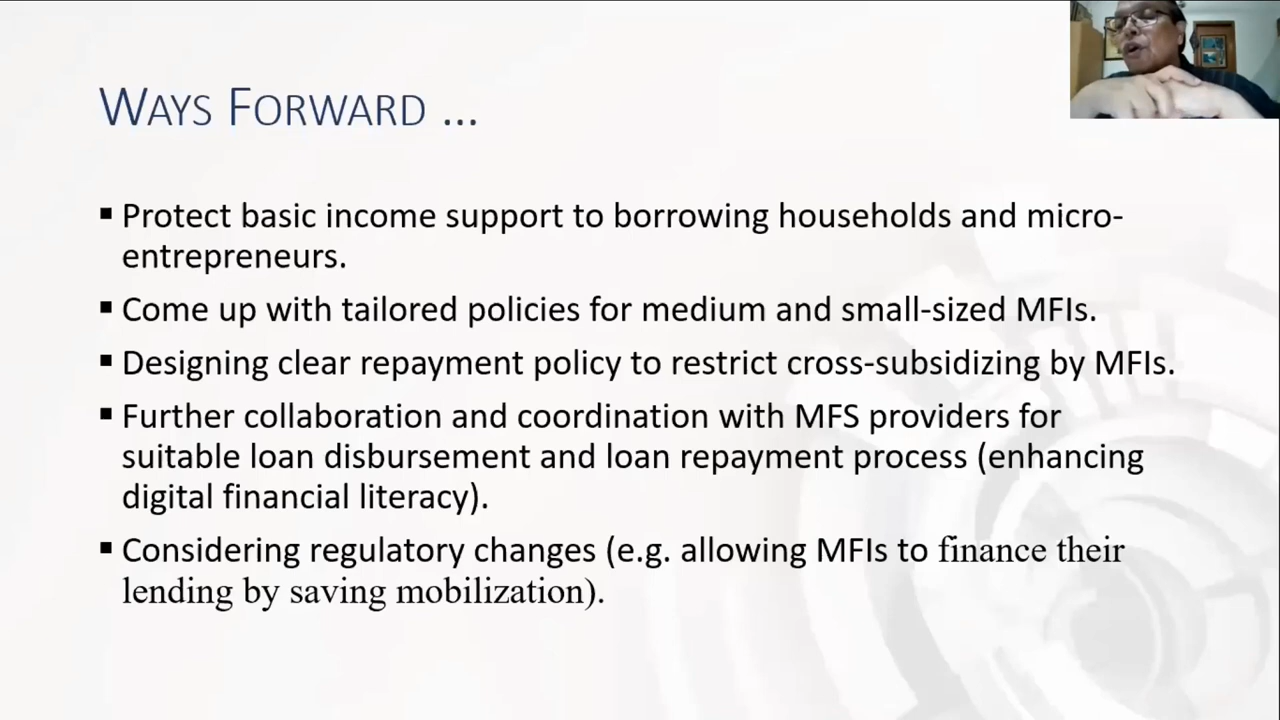 WAYS FORWARD ...
▪ Protect basic income support to borrowing households and micro-
entrepreneurs.
▪ Come up with tailored policies for medium and small-sized MFIs.
▪ Designing clear repayment policy to restrict cross-subsidizing by MFIs.
▪ Further collaboration and coordination with MFS providers for
suitable loan disbursement and loan repayment process (enhancing
digital financial literacy).
▪ Considering regulatory changes (e.g. allowing MFIs to finance their
lending by saving mobilization).